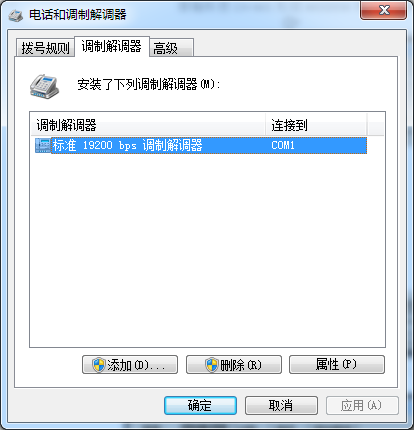 电话和调制解调器
拨号规则 调制解调器 高级
安装了下列调制解调器(M):
调制解调器 连接到
标准 19200 bps 调制解调器 COM1
添加(D)... 删除(R) 属性(P)
确定 取消 应用(A)